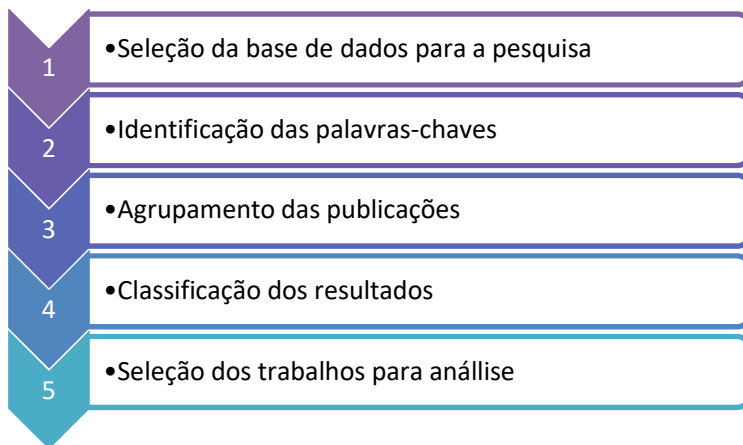 1
•Seleção da base de dados para a pesquisa
2
•Identificação das palavras-chaves
3
•Agrupamento das publicações
4
•Classificação dos resultados
5
•Seleção dos trabalhos para anállise